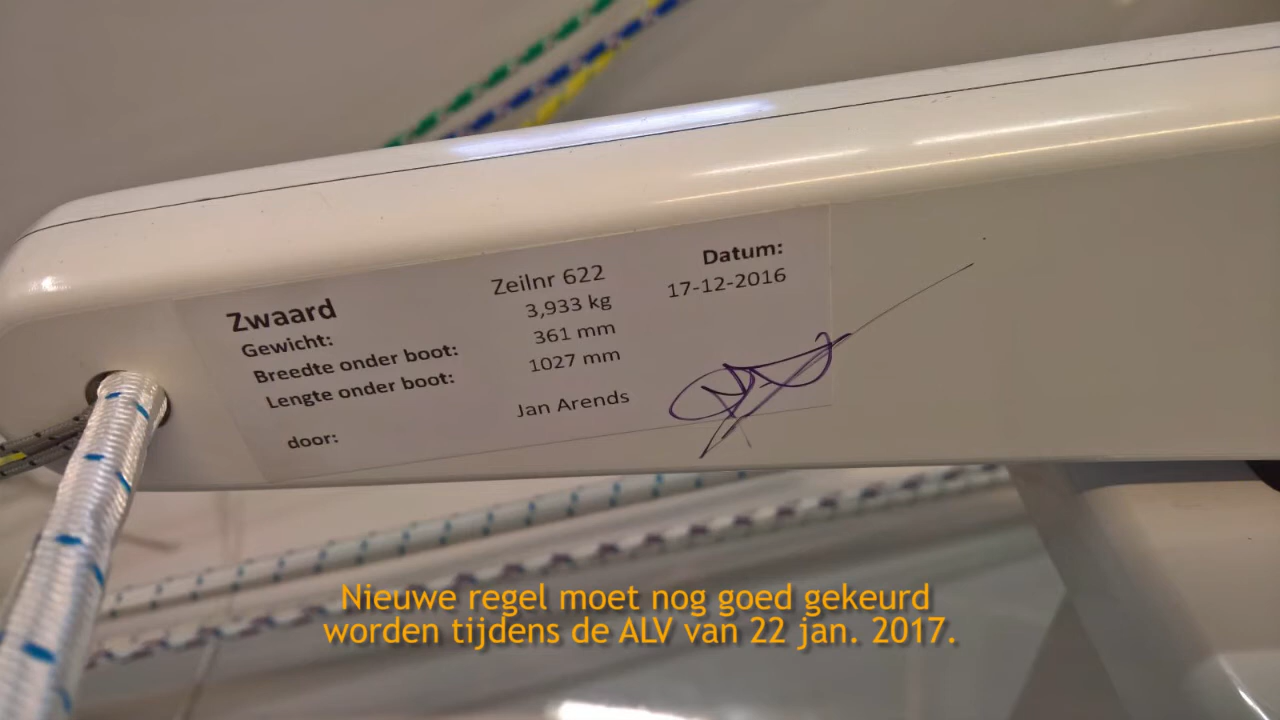 Zwaard
Zeilnr 622
Datum:
Gewicht:
3,933 kg
17-12-2016
Breedte onder boot:
361 mm
Lengte onder boot:
1027 mm
door:
Jan Arends
Nieuwe regel moet nog goed gekeurd
worden tijdens de ALV van 22 jan. 2017.